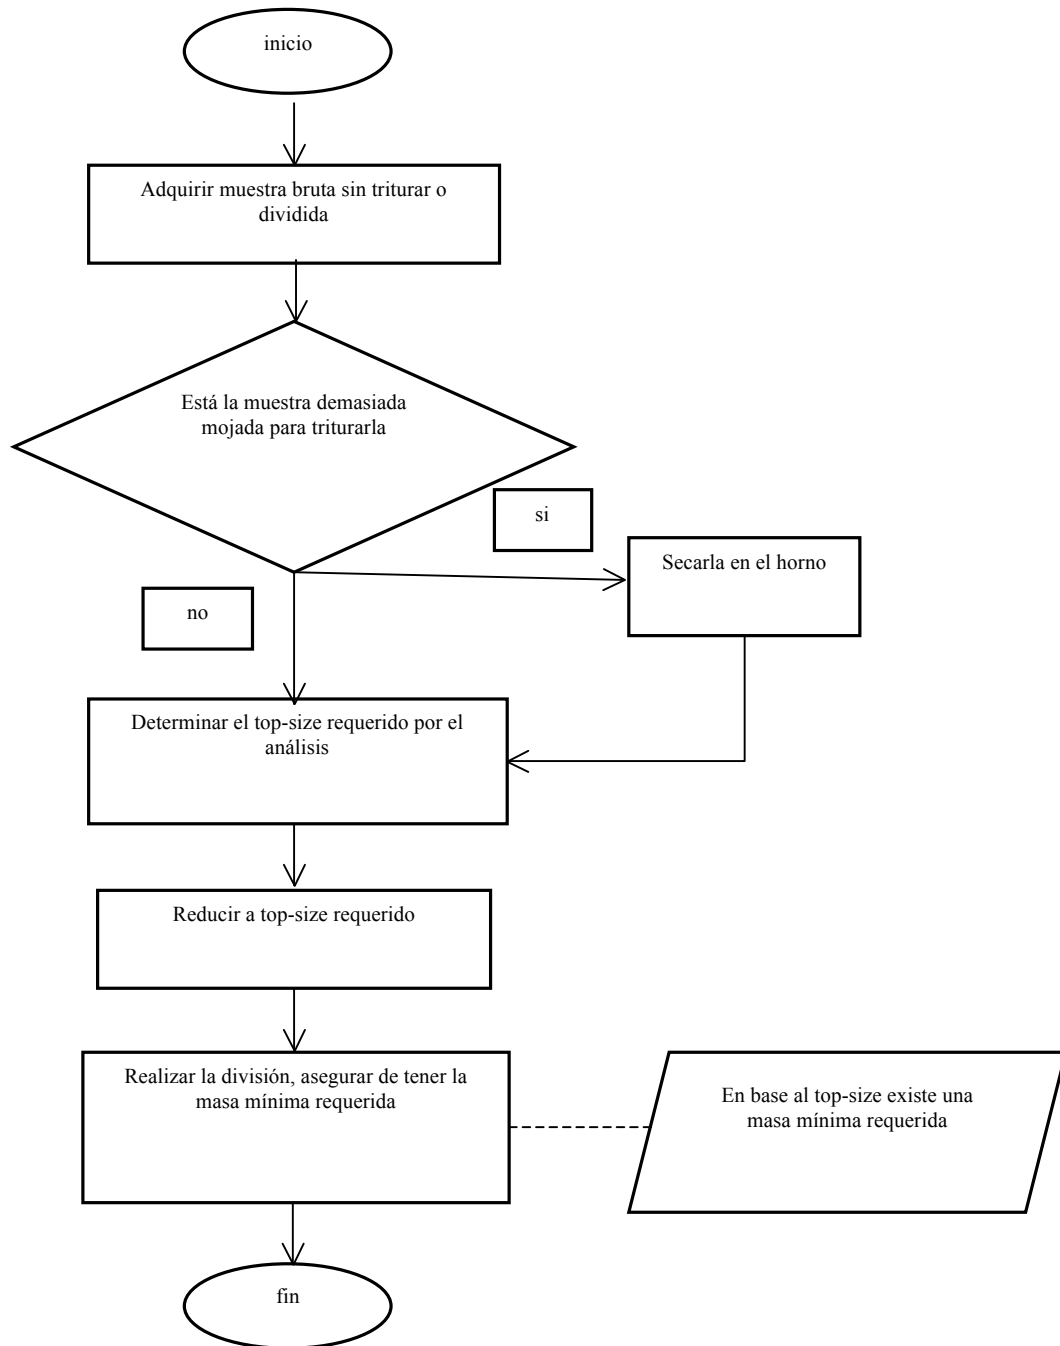 inicio
Adquirir muestra bruta sin triturar o
dividida
Está la muestra demasiada
mojada para triturarla
si
Secarla en el horno
no
Determinar el top-size requerido por el
análisis
Reducir a top-size requerido
Realizar la división, asegurar de tener la
masa mínima requerida
En base al top-size existe una
masa mínima requerida
fin